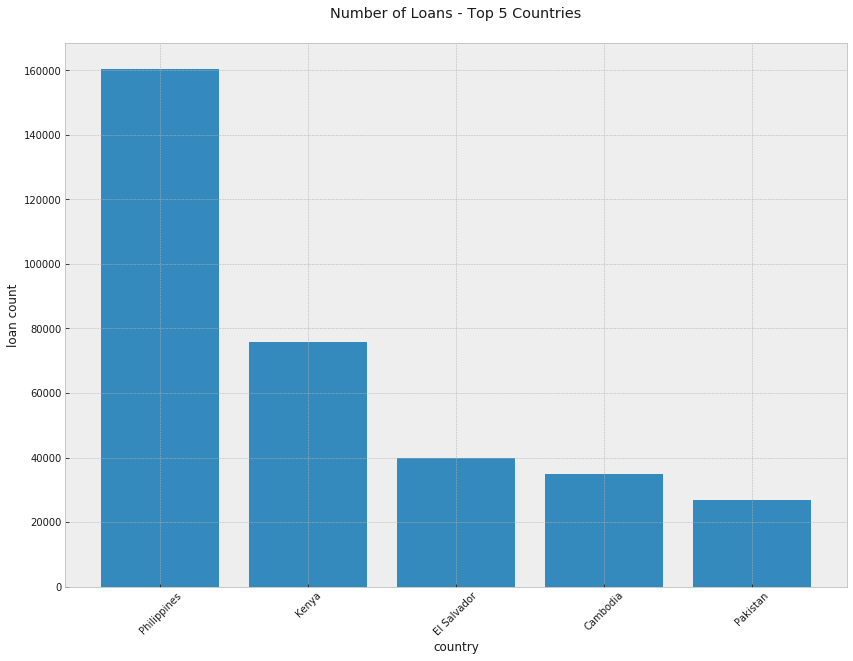 Number of Loans - Top 5 Countries
160000
140000
120000
100000
80000
60000
40000
20000
0
loan count
Philippines
Kenya
El Salvador
Cambodia
Pakistan
country